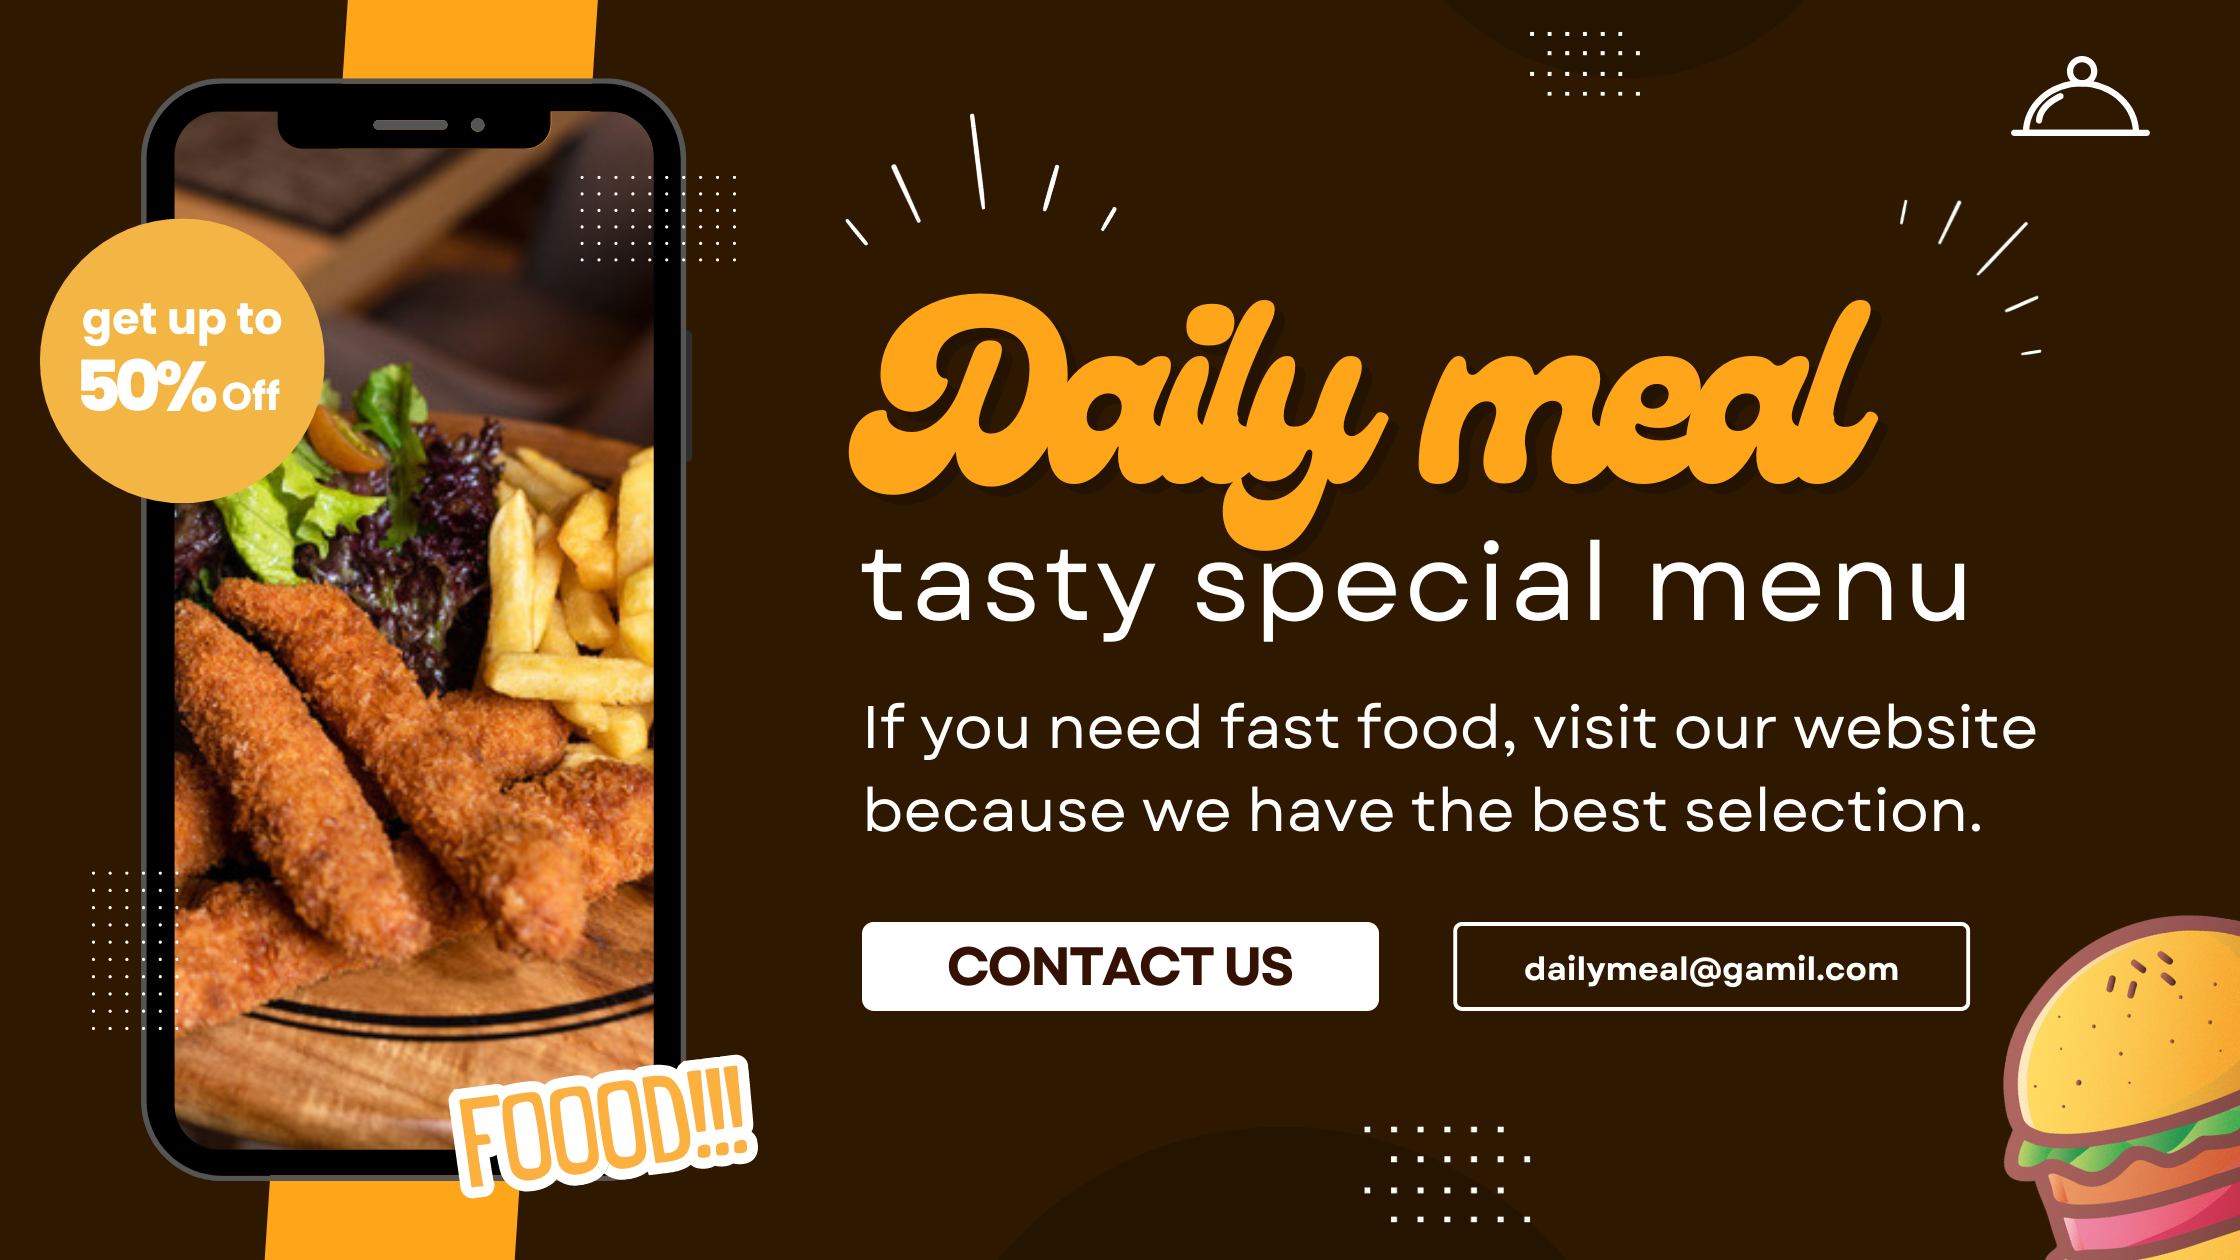 get up to
50% Off
Daily meal
tasty special menu
If you need fast food, visit our website
because we have the best selection.
CONTACT US
dailymeal@gamil.com
FOOOD!!!